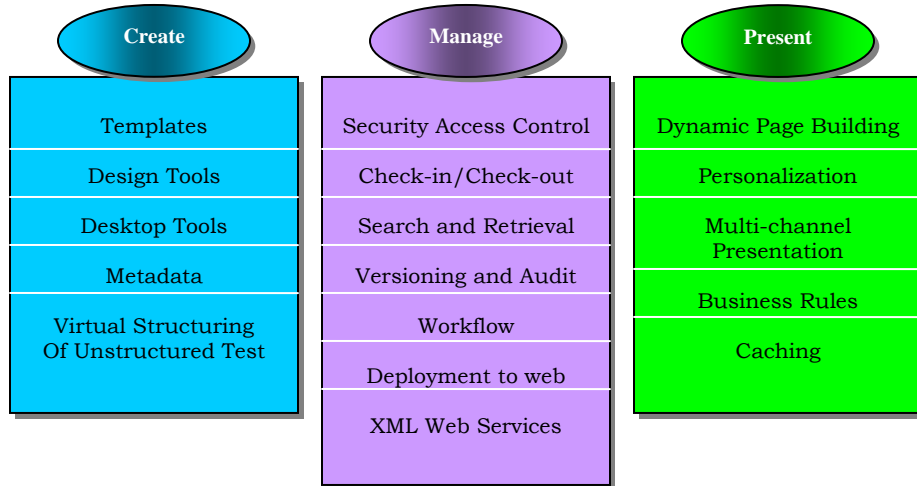 Create
Templates
Design Tools
Desktop Tools
Metadata
Virtual Structuring
Of Unstructured Test
Manage
Security Access Control
Check-in/Check-out
Search and Retrieval
Versioning and Audit
Workflow
Deployment to web
XML Web Services
Present
Dynamic Page Building
Personalization
Multi-channel
Presentation
Business Rules
Caching